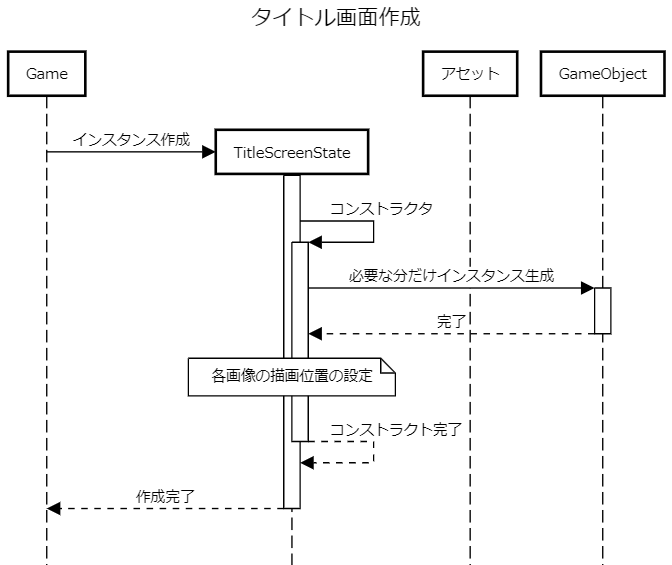 タイトル画面作成
Game
アセット
GameObject
インスタンス作成
TitleScreenState
コンストラクタ
必要な分だけインスタンス生成
完了
各画像の描画位置の設定
コンストラクト完了
作成完了